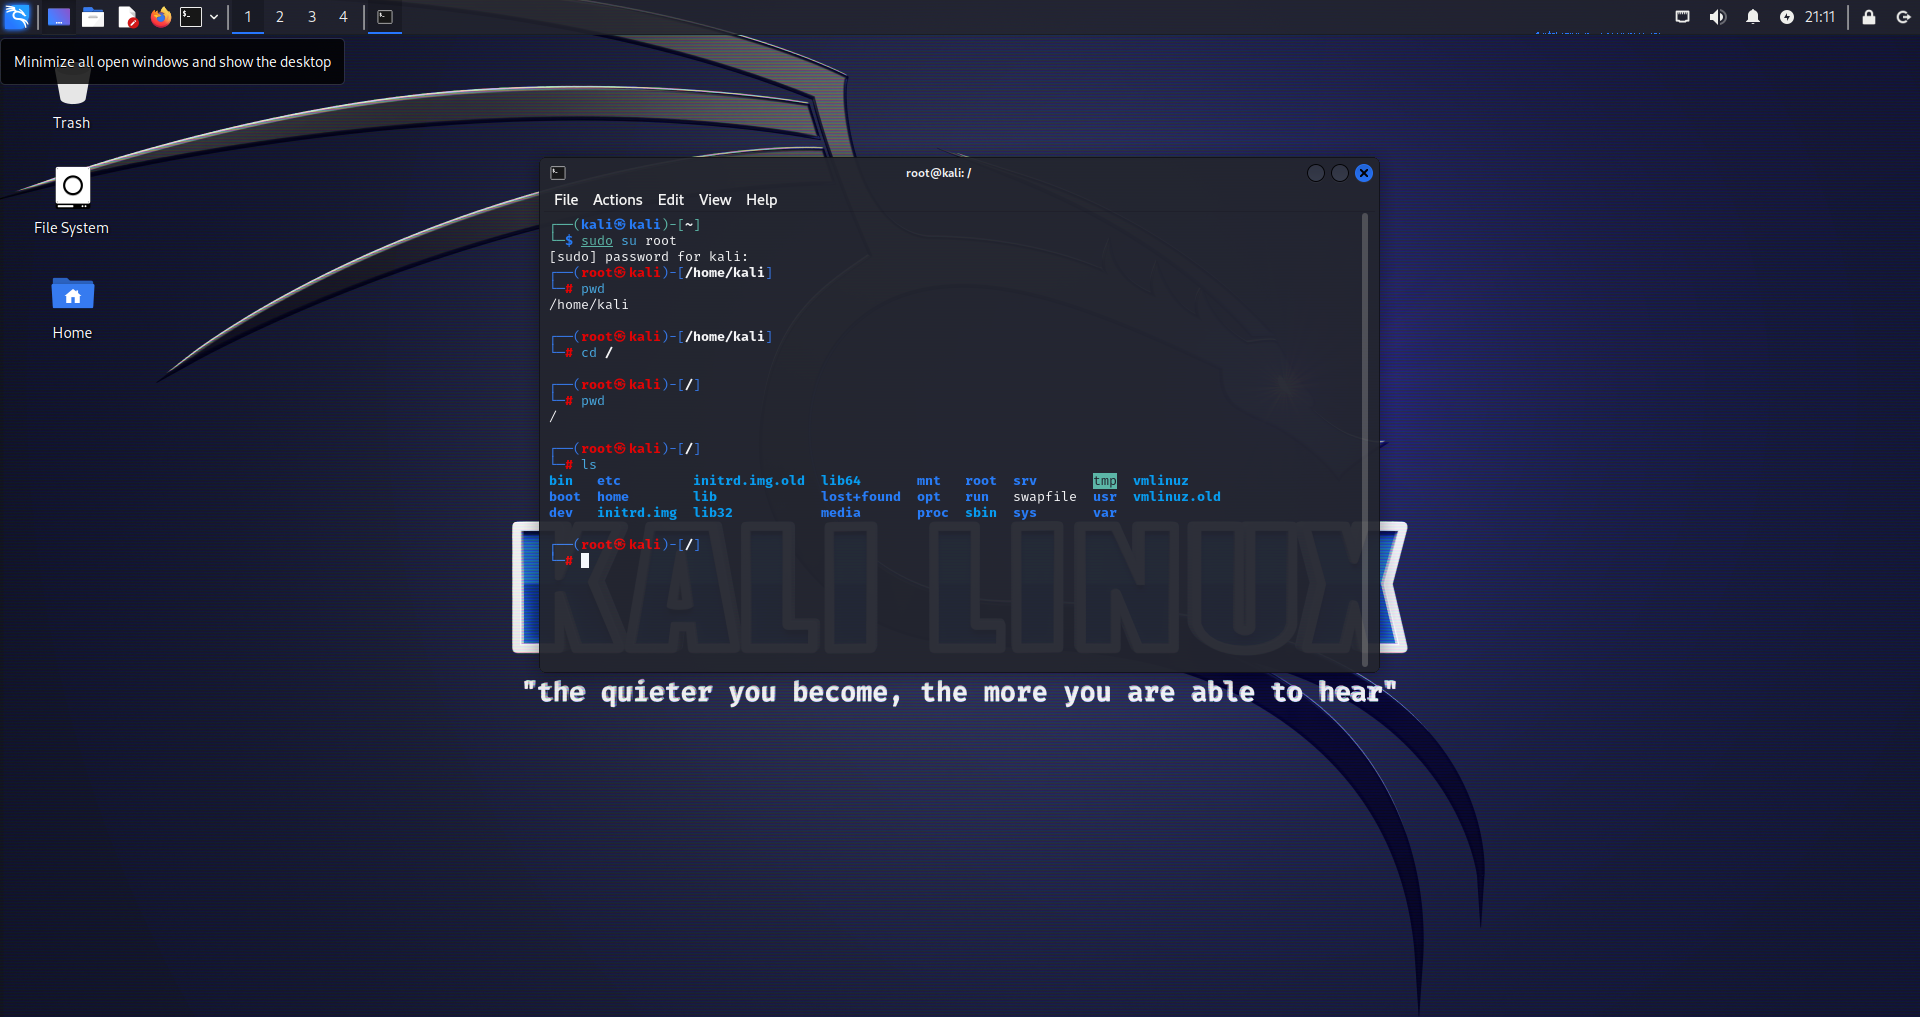 1 2 3 4 21:11
Minimize all open windows and show the desktop
Trash
File System
Home
root@kali: /
File Actions Edit View Help
┌──(kali㉿kali)-[~]
└─$ sudo su root
[sudo] password for kali:
┌──(root㉿kali)-[/home/kali]
└─# pwd
/home/kali
┌──(root㉿kali)-[/home/kali]
└─# cd /
┌──(root㉿kali)-[/]
└─# pwd
/
┌──(root㉿kali)-[/]
└─# ls
bin etc initrd.img.old lib64 mnt root srv tmp vmlinuz
boot home lib lost+found opt run swapfile usr vmlinuz.old
dev initrd.img lib32 media proc sbin sys var
┌──(root㉿kali)-[/]
└─#
KALI LINUX
"the quieter you become, the more you are able to hear"